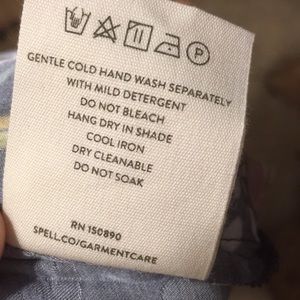 P
GENTLE COLD HAND WASH SEPARATELY
WITH MILD DETERGENT
DO NOT BLEACH
HANG DRY IN SHADE
COOL IRON
DRY CLEANABLE
DO NOT SOAK
RN 150890
SPELL.CO/GARMENTCARE